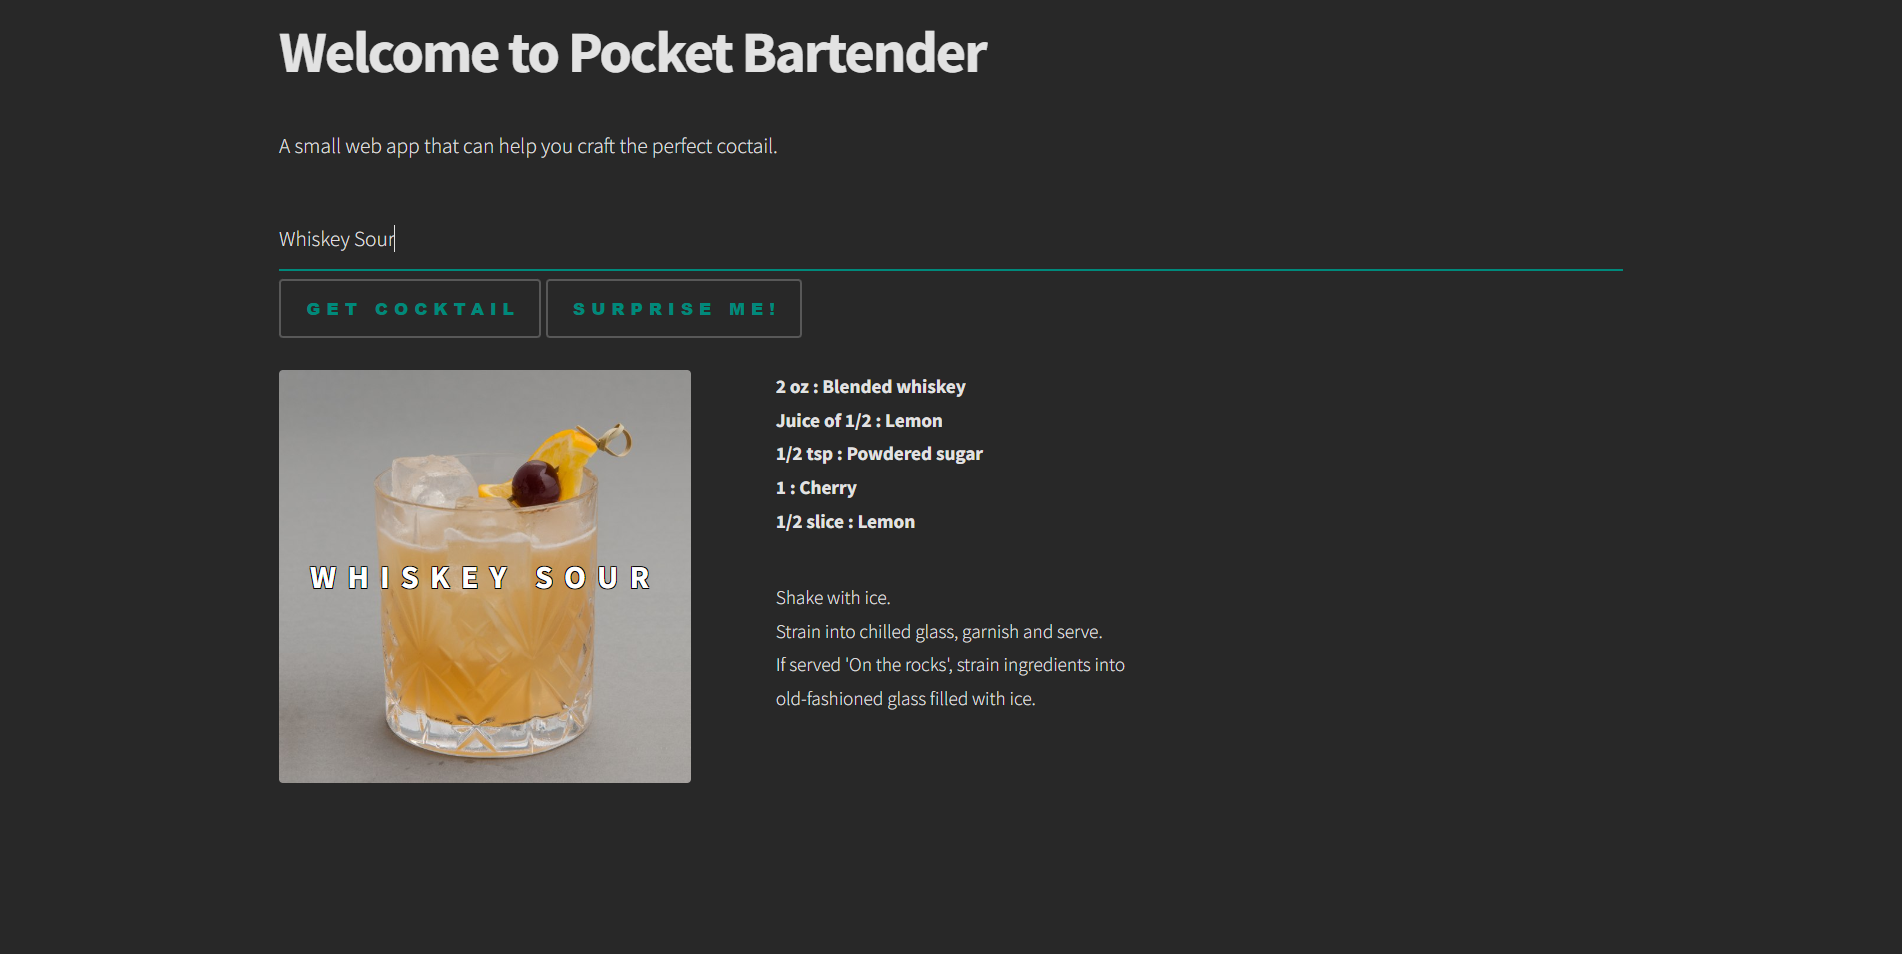 Welcome to Pocket Bartender
A small web app that can help you craft the perfect coctail.
Whiskey Sour
GET COCKTAIL
SURPRISE ME!
WHISKEY SOUR
2 oz : Blended whiskey
Juice of 1/2 : Lemon
1/2 tsp : Powdered sugar
1 : Cherry
1/2 slice : Lemon
Shake with ice.
Strain into chilled glass, garnish and serve.
If served 'On the rocks', strain ingredients into
old-fashioned glass filled with ice.